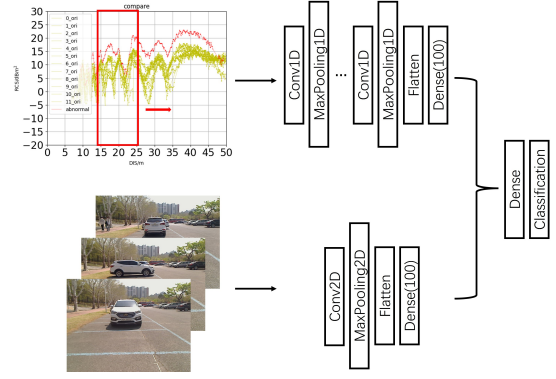 compare
30
25
20
15
10
5
0
−5
−10
−15
−20
RCS/dBm²
0_ori
1_ori
2_ori
3_ori
4_ori
5_ori
6_ori
7_ori
8_ori
9_ori
10_ori
11_ori
abnormal
0 5 10 15 20 25 30 35 40 45 50
DIS/m
Conv1D
MaxPooling1D
...
Conv1D
MaxPooling1D
Flatten
Dense(100)
Conv2D
MaxPooling2D
Flatten
Dense(100)
Dense
Classification